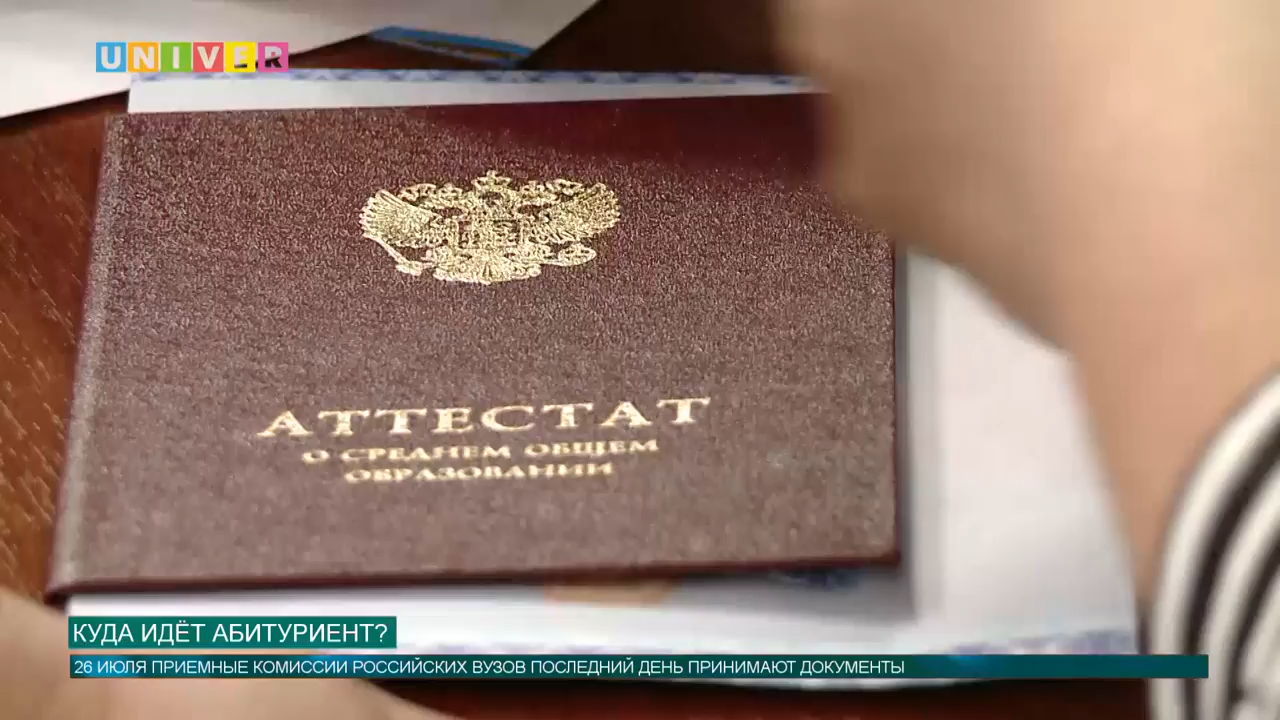 UNIVER
АТТЕСТАТ
О СРЕДНЕМ ОБЩЕМ
ОБРАЗОВАНИИ
КУДА ИДЁТ АБИТУРИЕНТ?
26 ИЮЛЯ ПРИЕМНЫЕ КОМИССИИ РОССИЙСКИХ ВУЗОВ ПОСЛЕДНИЙ ДЕНЬ ПРИНИМАЮТ ДОКУМЕНТЫ